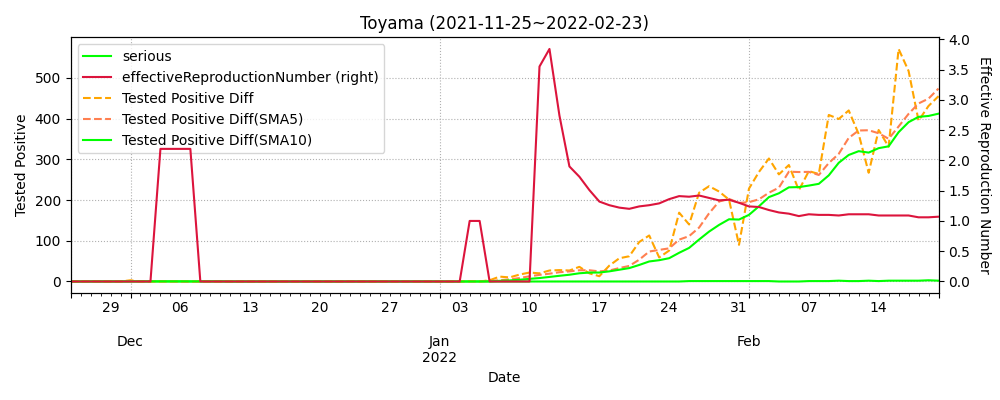 Toyama (2021-11-25~2022-02-23)
serious
effectiveReproductionNumber (right)
Tested Positive Diff
Tested Positive Diff(SMA5)
Tested Positive Diff(SMA10)
Tested Positive
500
400
300
200
100
0
4.0
3.5
3.0
2.5
2.0
1.5
1.0
0.5
0.0
Effective Reproduction Number
29 06 13 20 27 03 10 17 24 31 07 14
Dec Jan Feb
2022
Date